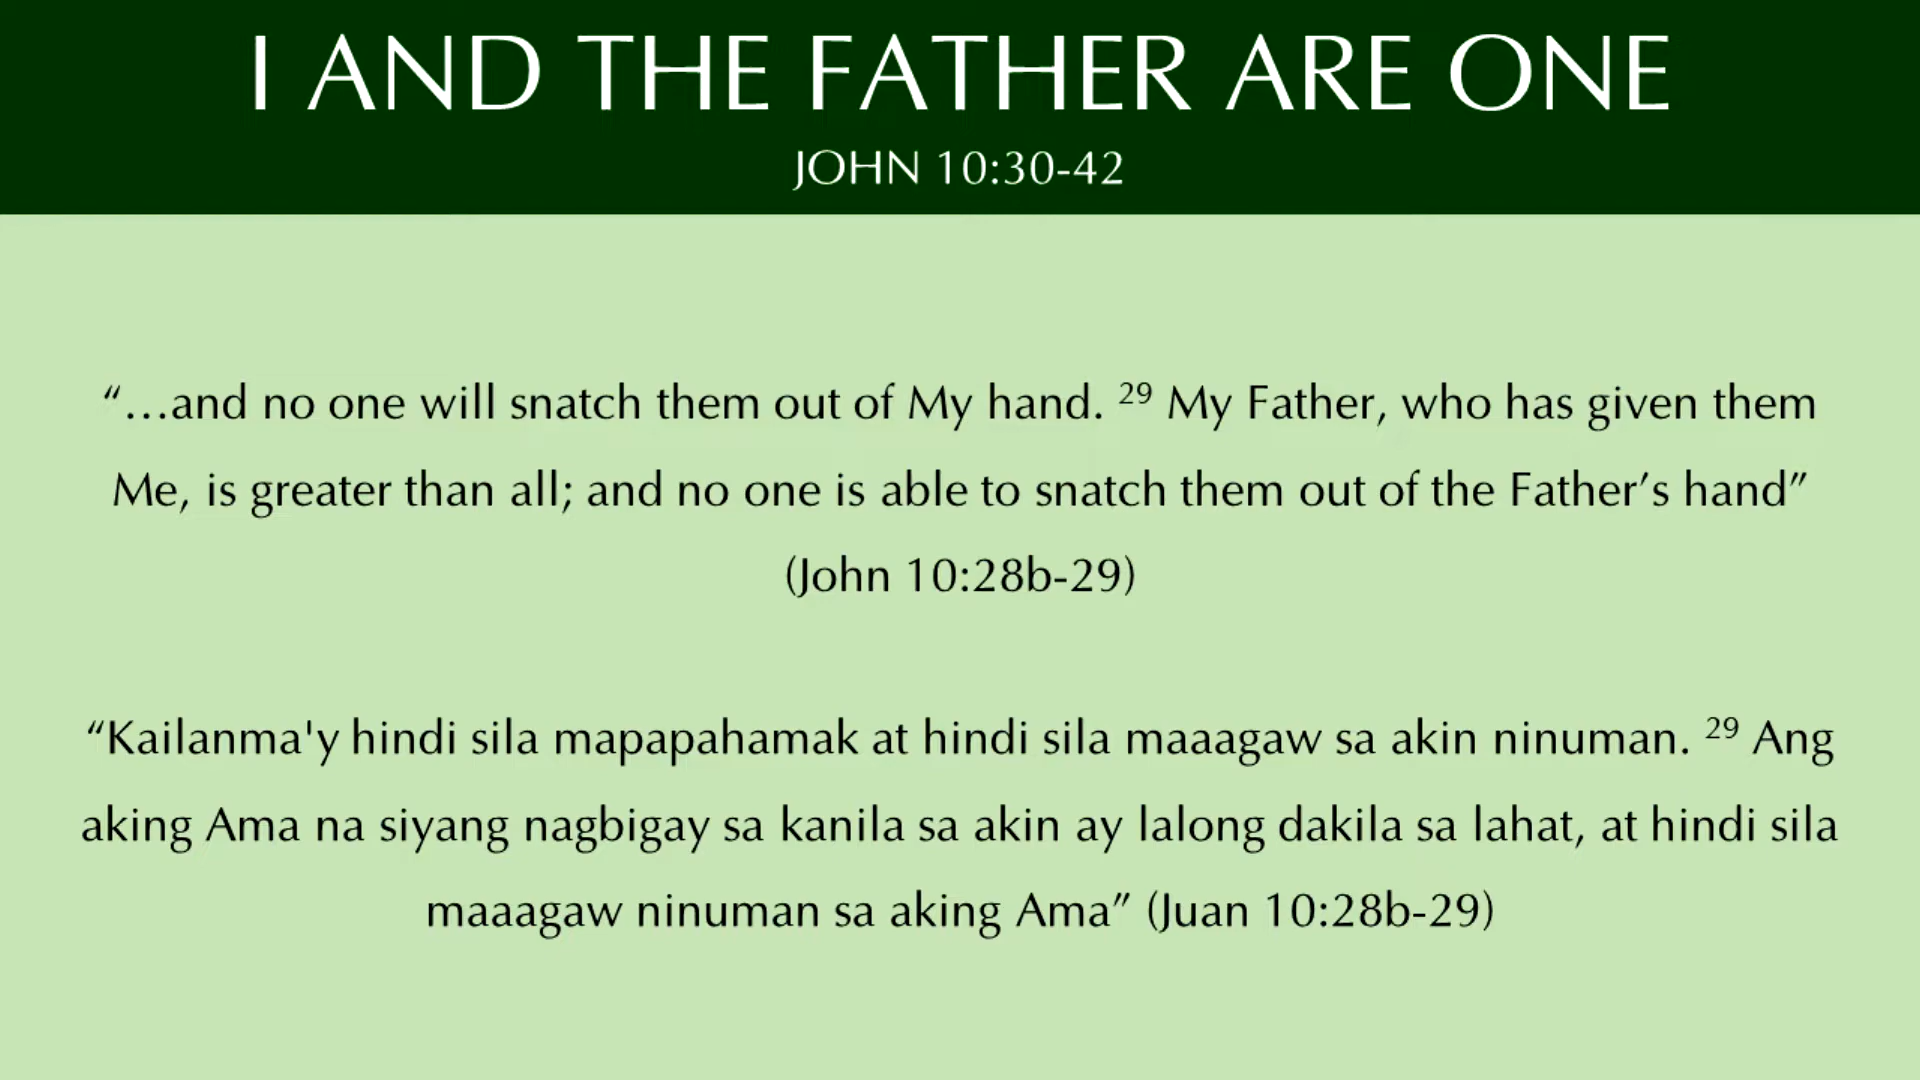 I AND THE FATHER ARE ONE
JOHN 10:30-42
“…and no one will snatch them out of My hand. ²⁹ My Father, who has given them
Me, is greater than all; and no one is able to snatch them out of the Father’s hand”
(John 10:28b-29)
“Kailanma'y hindi sila mapapahamak at hindi sila maaagaw sa akin ninuman. ²⁹ Ang
aking Ama na siyang nagbigay sa kanila sa akin ay lalong dakila sa lahat, at hindi sila
maaagaw ninuman sa aking Ama” (Juan 10:28b-29)